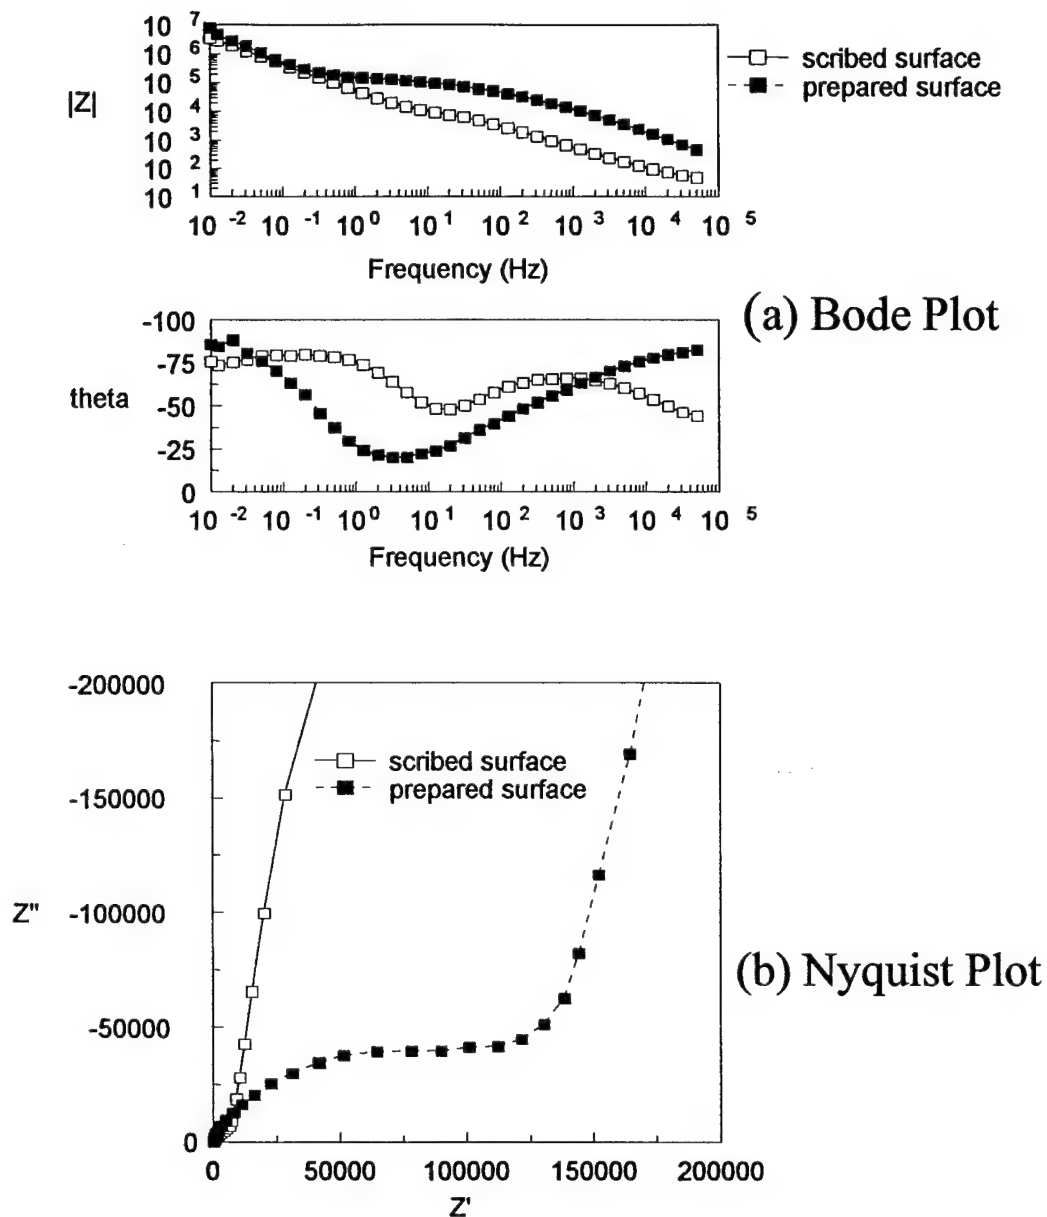 10 7
10 6
10 5
|Z| 10 4
10 3
10 2
10 1
10 -2 10 -1 10 0 10 1 10 2 10 3 10 4 10 5
Frequency (Hz)
scribed surface
prepared surface
-100
-75
theta -50
-25
0
10 -2 10 -1 10 0 10 1 10 2 10 3 10 4 10 5
Frequency (Hz)
(a) Bode Plot
-200000
scribed surface
prepared surface
-150000
Z" -100000
(b) Nyquist Plot
-50000
0
0 50000 100000 150000 200000
Z'